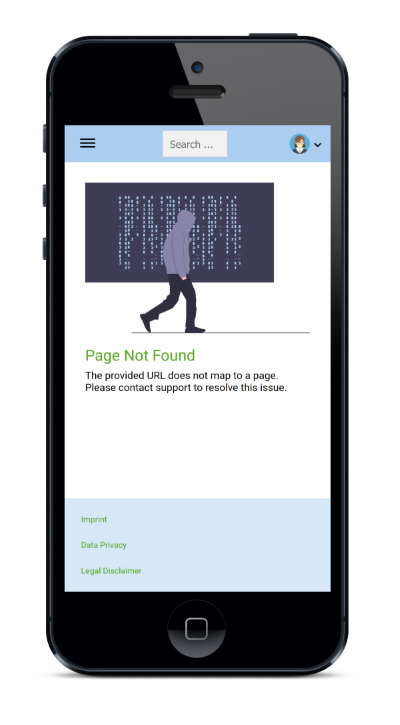 Search ...
Page Not Found
The provided URL does not map to a page.
Please contact support to resolve this issue.
Imprint
Data Privacy
Legal Disclaimer